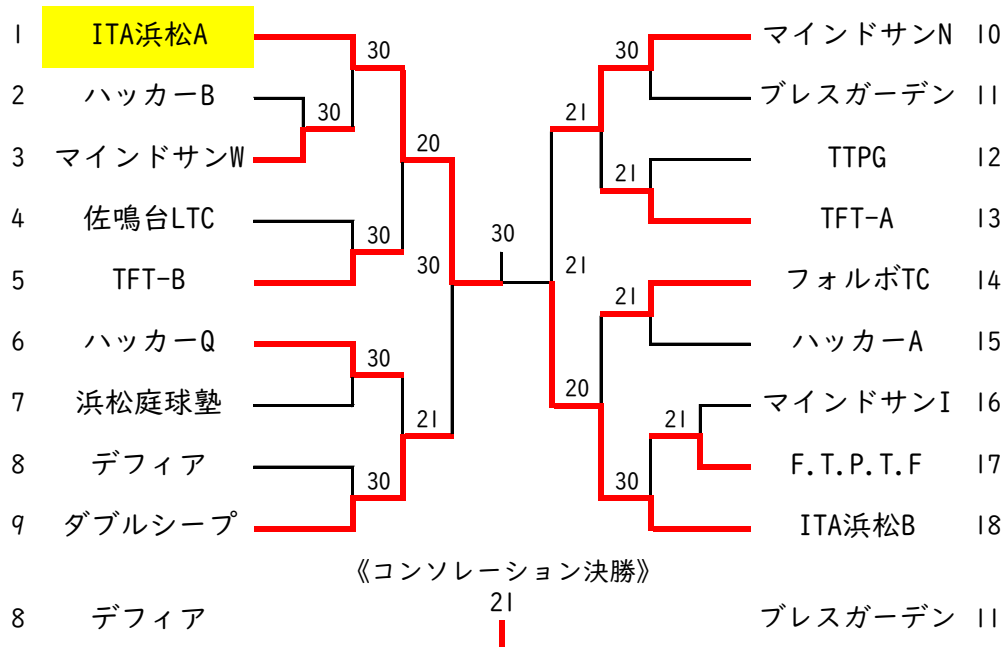 1 ITA浜松A 30 30 マインドサンN 10
2 ハッカーB 30 21 ブレスガーデン 11
3 マインドサンW 20 21 TTPG 12
4 佐鳴台LTC 30 30 TFT-A 13
5 TFT-B 30 21 21 フォルボTC 14
6 ハッカーQ 30 ハッカーA 15
7 浜松庭球塾 21 20 21 マインドサンI 16
8 デフィア 30 30 F.T.P.T.F 17
9 ダブルシープ ITA浜松B 18
《コンソレーション決勝》
21
8 デフィア ブレスガーデン 11